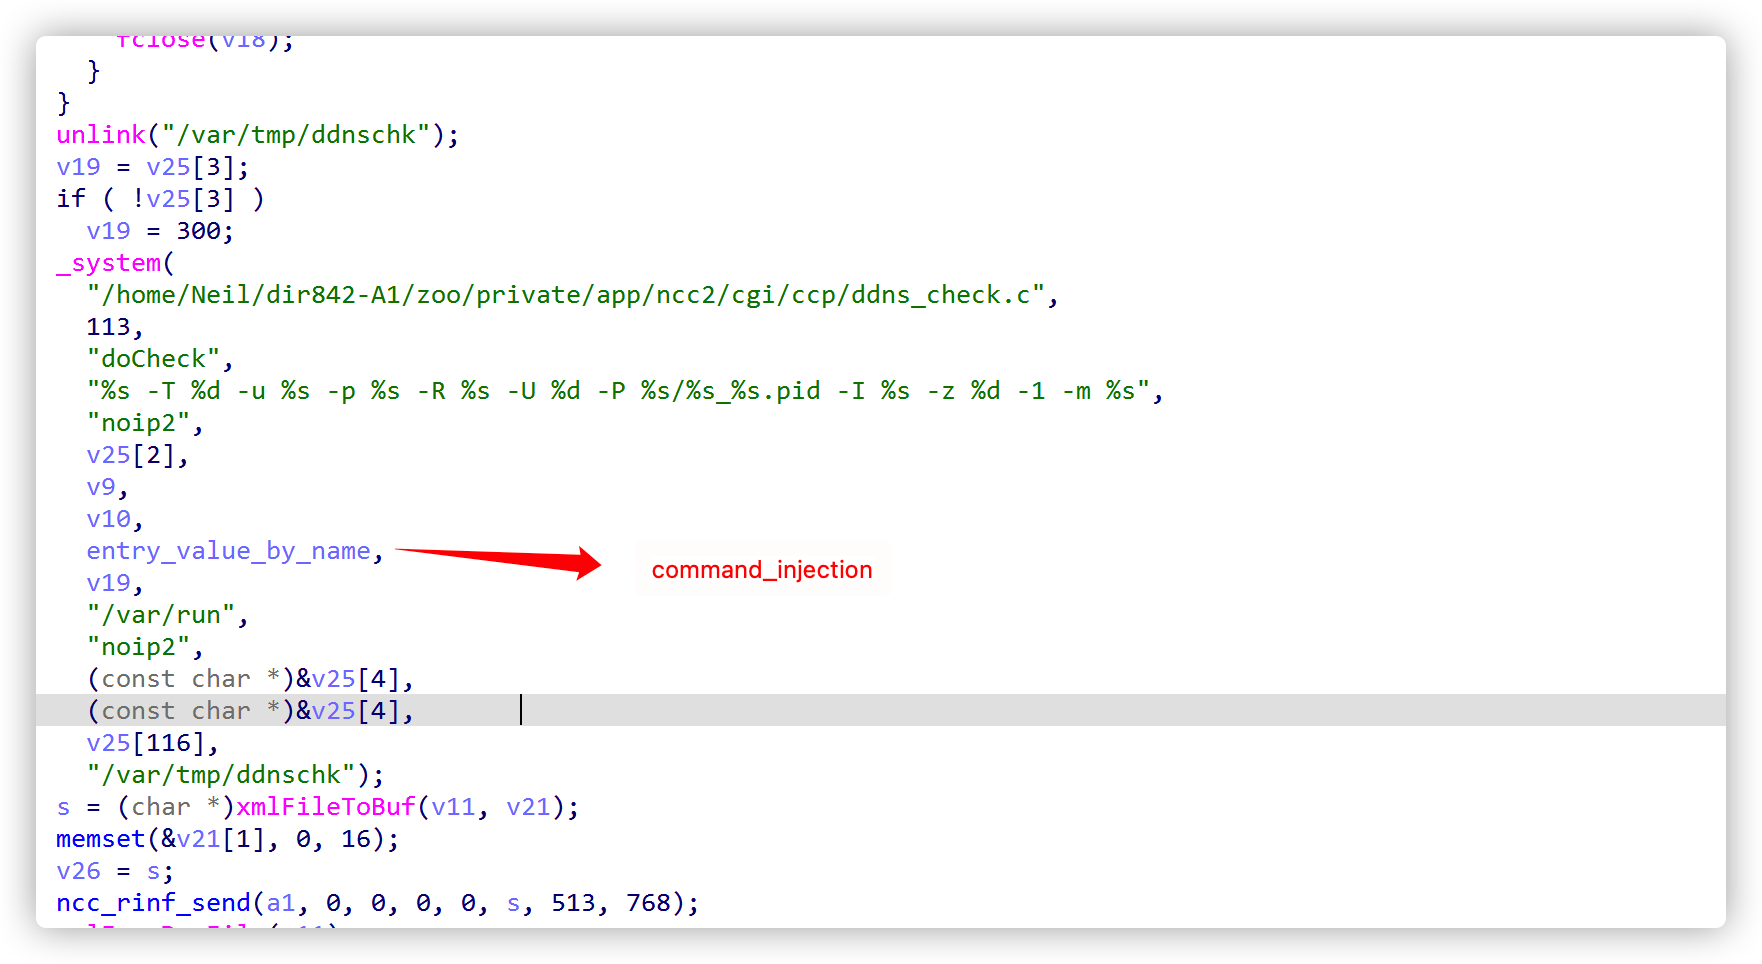 fclose(v18);
}
}
unlink("/var/tmp/ddnschk");
v19 = v25[3];
if ( !v25[3] )
v19 = 300;
_system(
"/home/Neil/dir842-A1/zoo/private/app/ncc2/cgi/ccp/ddns_check.c",
113,
"doCheck",
"%s -T %d -u %s -p %s -R %s -U %d -P %s/%s_%s.pid -I %s -z %d -1 -m %s",
"noip2",
v25[2],
v9,
v10,
entry_value_by_name,
command_injection
v19,
"/var/run",
"noip2",
(const char *)&v25[4],
(const char *)&v25[4],
v25[116],
"/var/tmp/ddnschk");
s = (char *)xmlFileToBuf(v11, v21);
memset(&v21[1], 0, 16);
v26 = s;
ncc_rinf_send(a1, 0, 0, 0, 0, s, 513, 768);